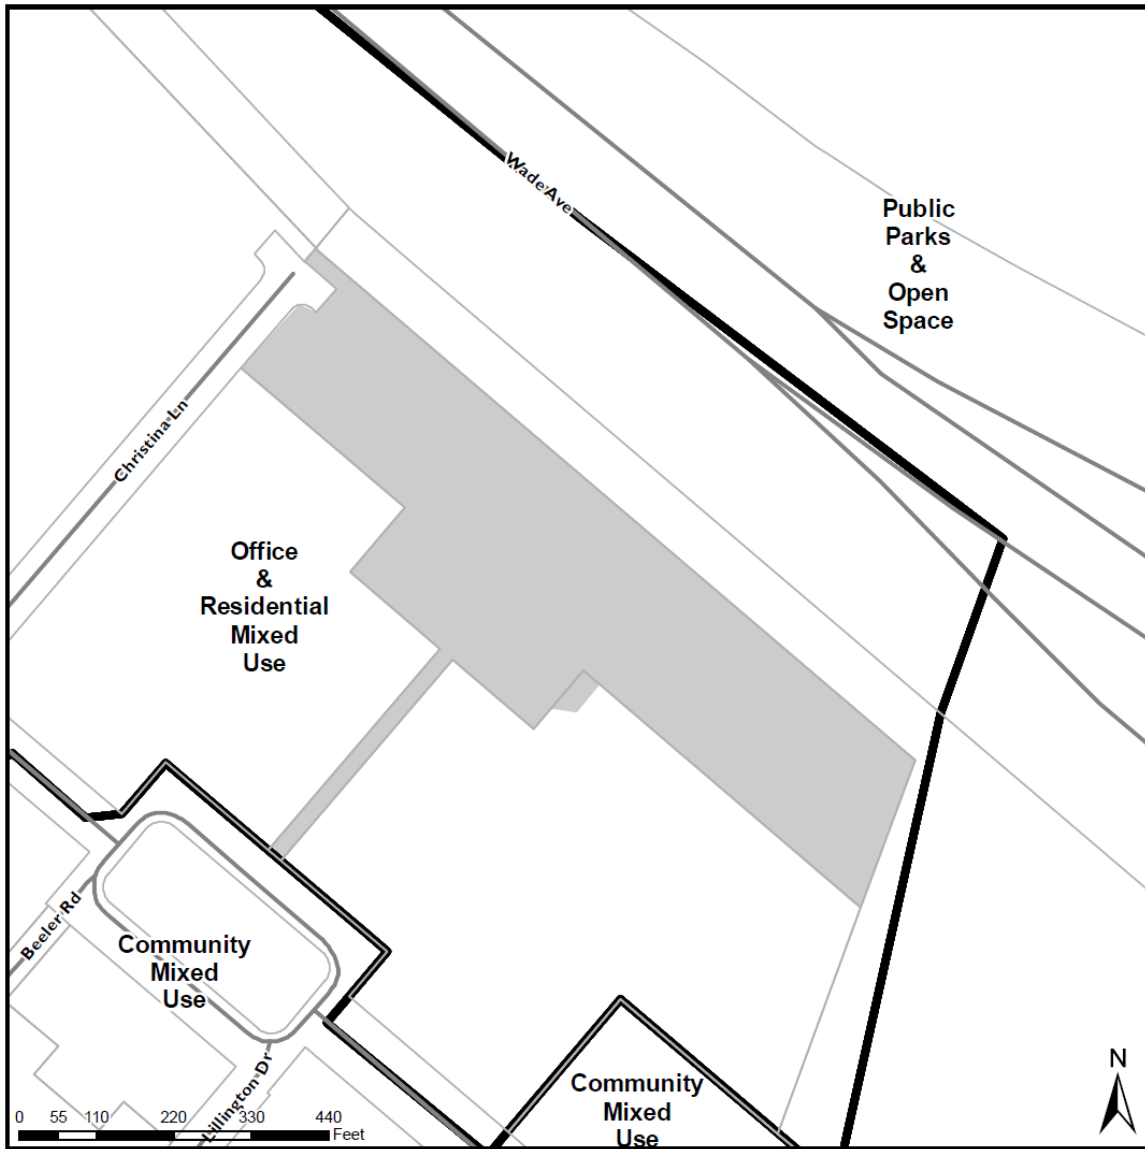 Wade Ave
Public
Parks
&
Open
Space
Christina Ln
Office
&
Residential
Mixed
Use
Beeler Rd
Community
Mixed
Use
Lillington Dr
Community
Mixed
Use
N
0 55 110 220 330 440
Feet